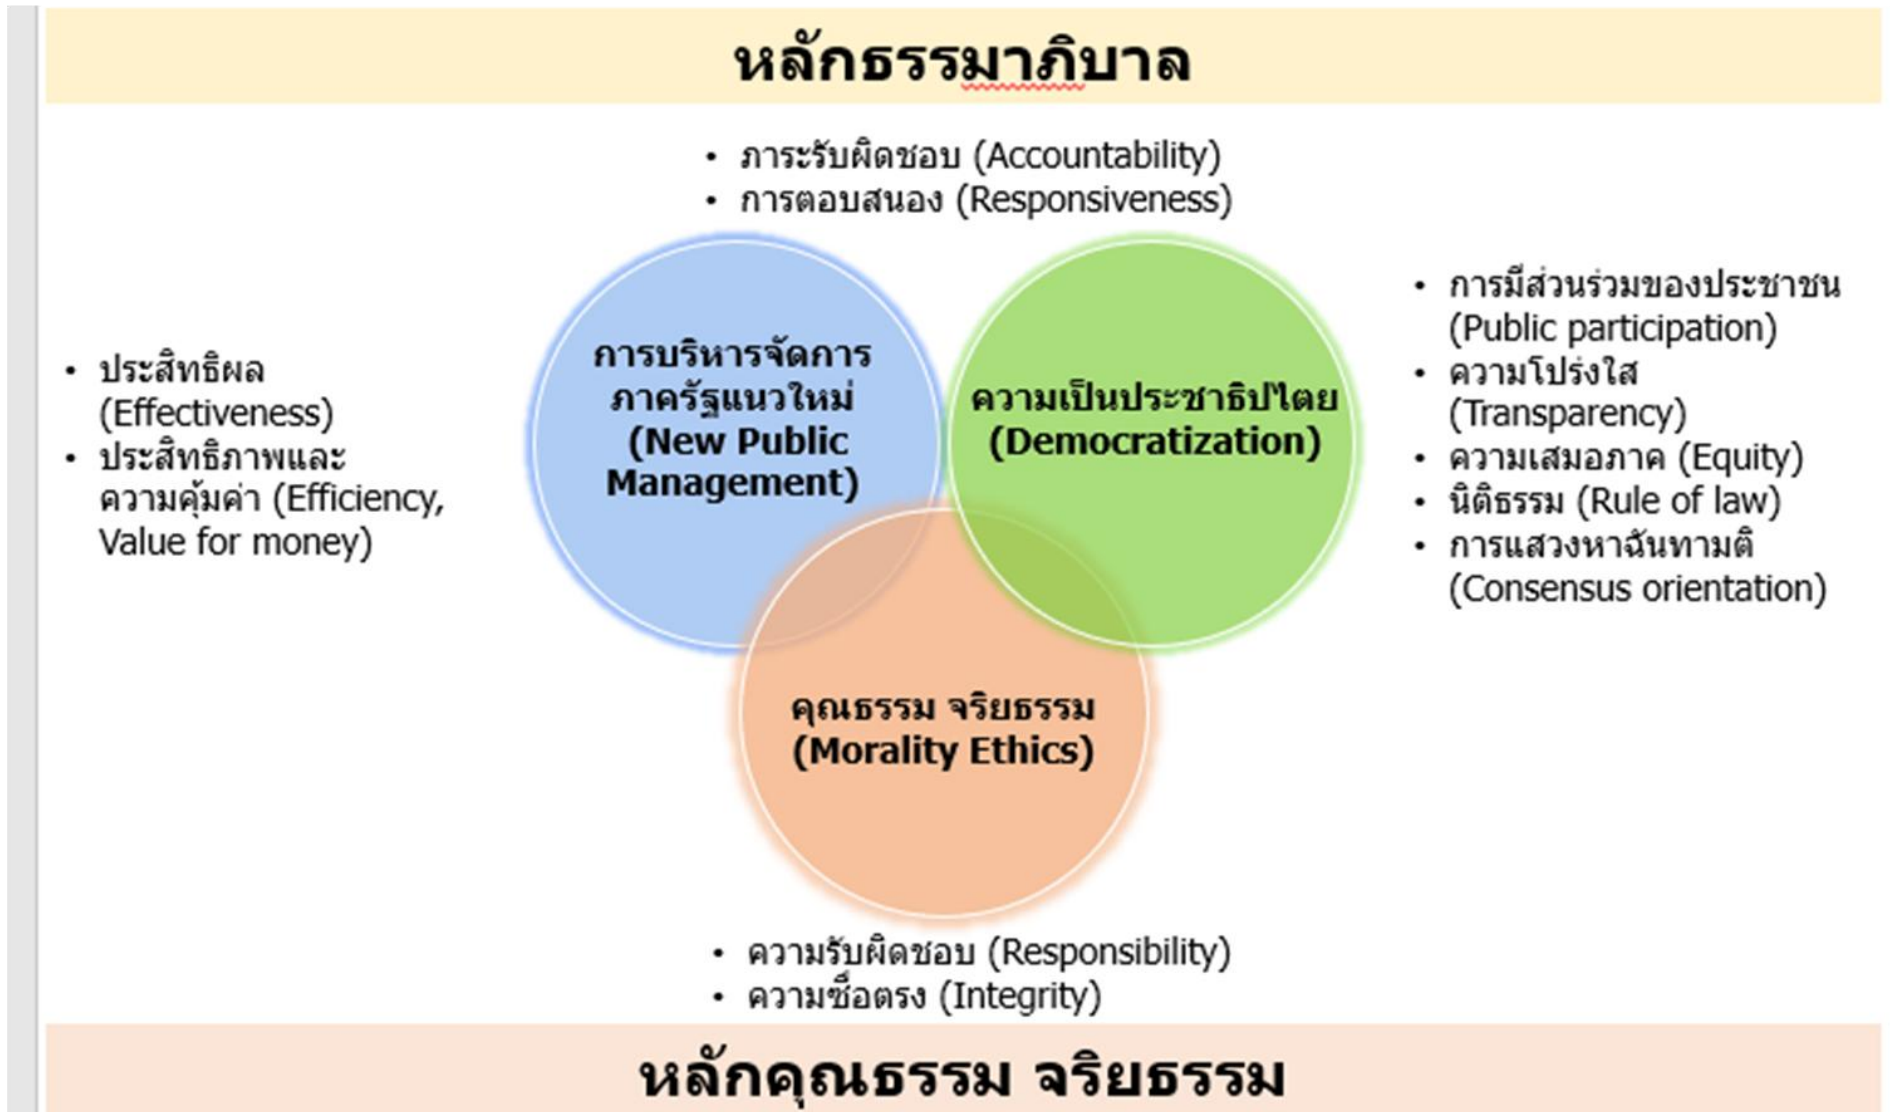 หลักธรรมาภิบาล
• ภาระรับผิดชอบ (Accountability)
• การตอบสนอง (Responsiveness)
• ประสิทธิผล
(Effectiveness)
• ประสิทธิภาพและ
ความคุ้มค่า (Efficiency,
Value for money)
การบริหารจัดการ
ภาครัฐแนวใหม่
(New Public
Management)
ความเป็นประชาธิปไตย
(Democratization)
• การมีส่วนร่วมของประชาชน
(Public participation)
• ความโปร่งใส
(Transparency)
• ความเสมอภาค (Equity)
• นิติธรรม (Rule of law)
• การแสวงหาฉันทามติ
(Consensus orientation)
คุณธรรม จริยธรรม
(Morality Ethics)
• ความรับผิดชอบ (Responsibility)
• ความซื่อตรง (Integrity)
หลักคุณธรรม จริยธรรม